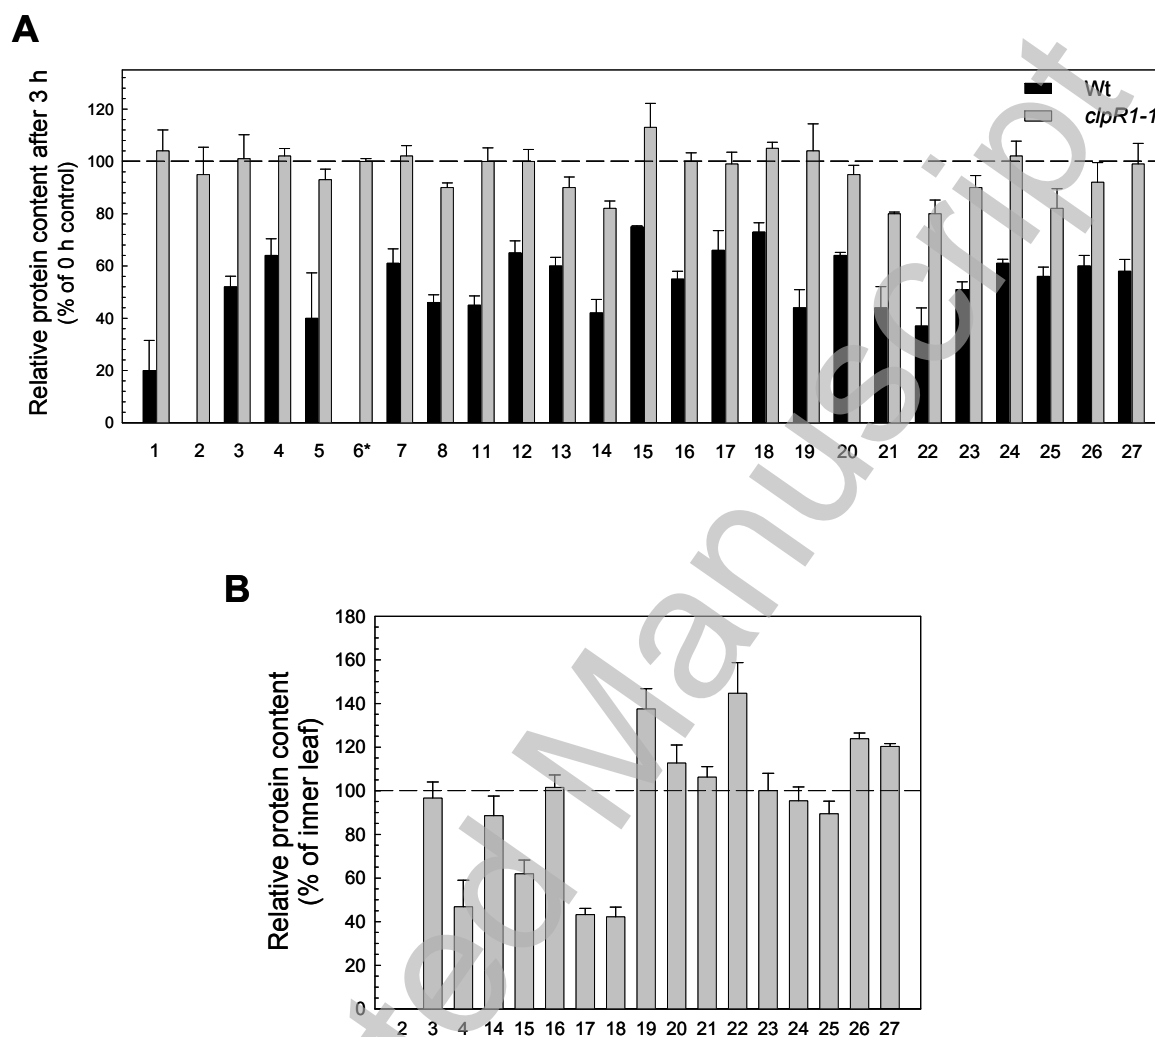 A
Relative protein content after 3 h
(% of 0 h control)
120
100
80
60
40
20
0
Wt
clpR1-1
1 2 3 4 5 6* 7 8 11 12 13 14 15 16 17 18 19 20 21 22 23 24 25 26 27
B
Relative protein content
(% of inner leaf)
180
160
140
120
100
80
60
40
20
0
2 3 4 14 15 16 17 18 19 20 21 22 23 24 25 26 27
ted Manuscript